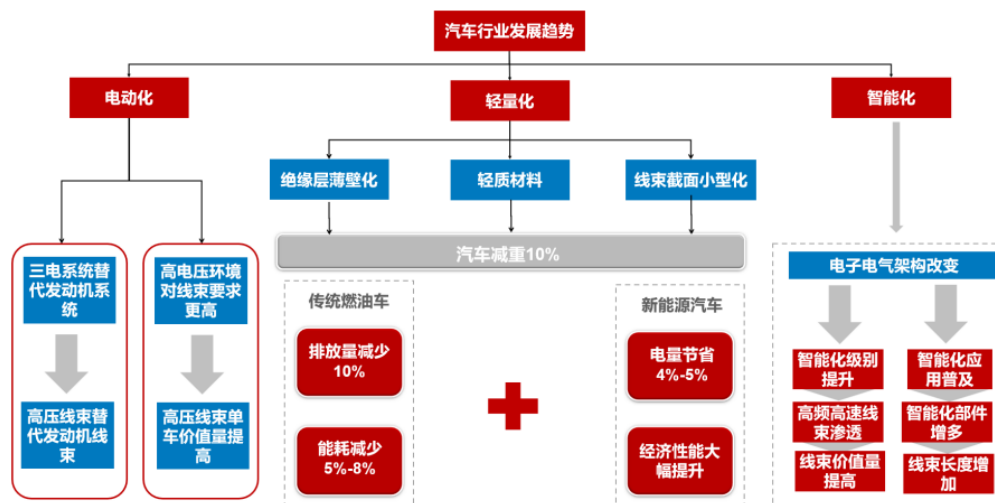 汽车行业发展趋势
电动化
轻量化
智能化
绝缘层薄壁化
轻质材料
线束截面小型化
汽车减重10%
三电系统替
代发动机系
统
高压线束替
代发动机线
束
高电压环境
对线束要求
更高
高压线束单
车价值量提
高
传统燃油车
排放量减少
10%
能耗减少
5%-8%
新能源汽车
电量节省
4%-5%
经济性能大
幅提升
电子电气架构改变
智能化级别
提升
高频高速线
束渗透
线束价值量
提高
智能化应
用普及
智能化部件
增多
线束长度增
加